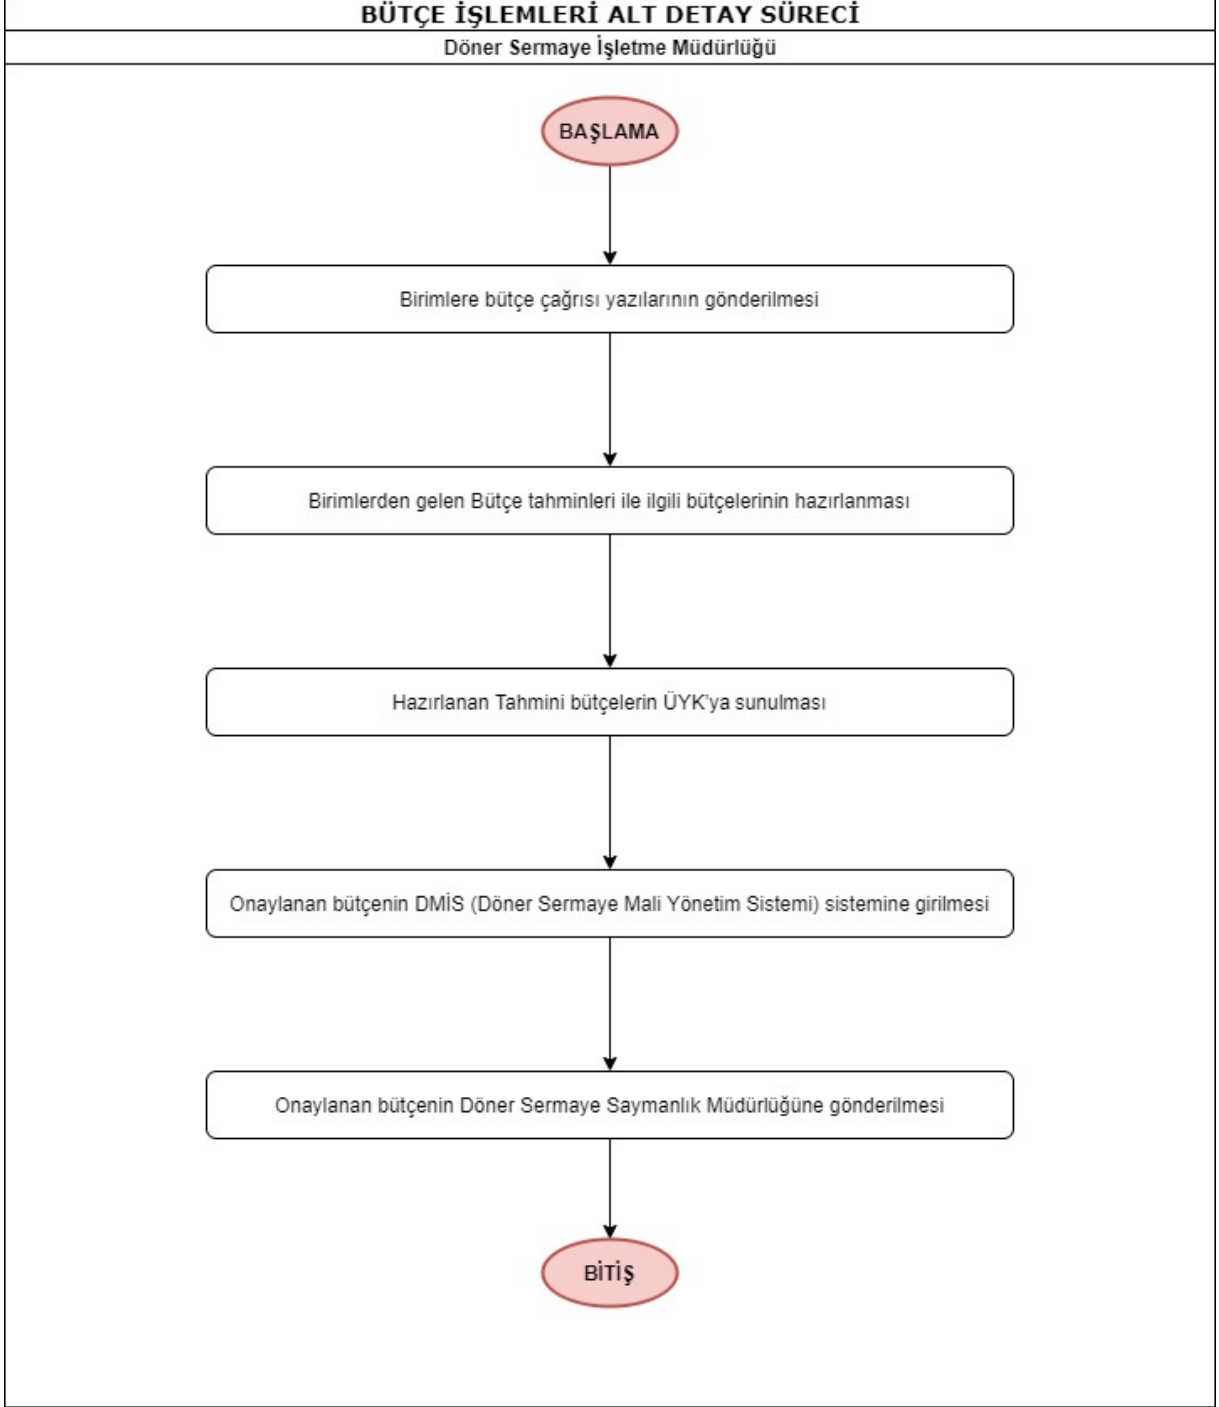 BÜTÇE İŞLEMLERİ ALT DETAY SÜRECİ
Döner Sermaye İşletme Müdürlüğü
BAŞLAMA
Birimlere bütçe çağrısı yazılarının gönderilmesi
Birimlerden gelen Bütçe tahminleri ile ilgili bütçelerinin hazırlanması
Hazırlanan Tahmini bütçelerin ÜYK'ya sunulması
Onaylanan bütçenin DMİS (Döner Sermaye Mali Yönetim Sistemi) sistemine girilmesi
Onaylanan bütçenin Döner Sermaye Saymanlık Müdürlüğüne gönderilmesi
BİTİŞ